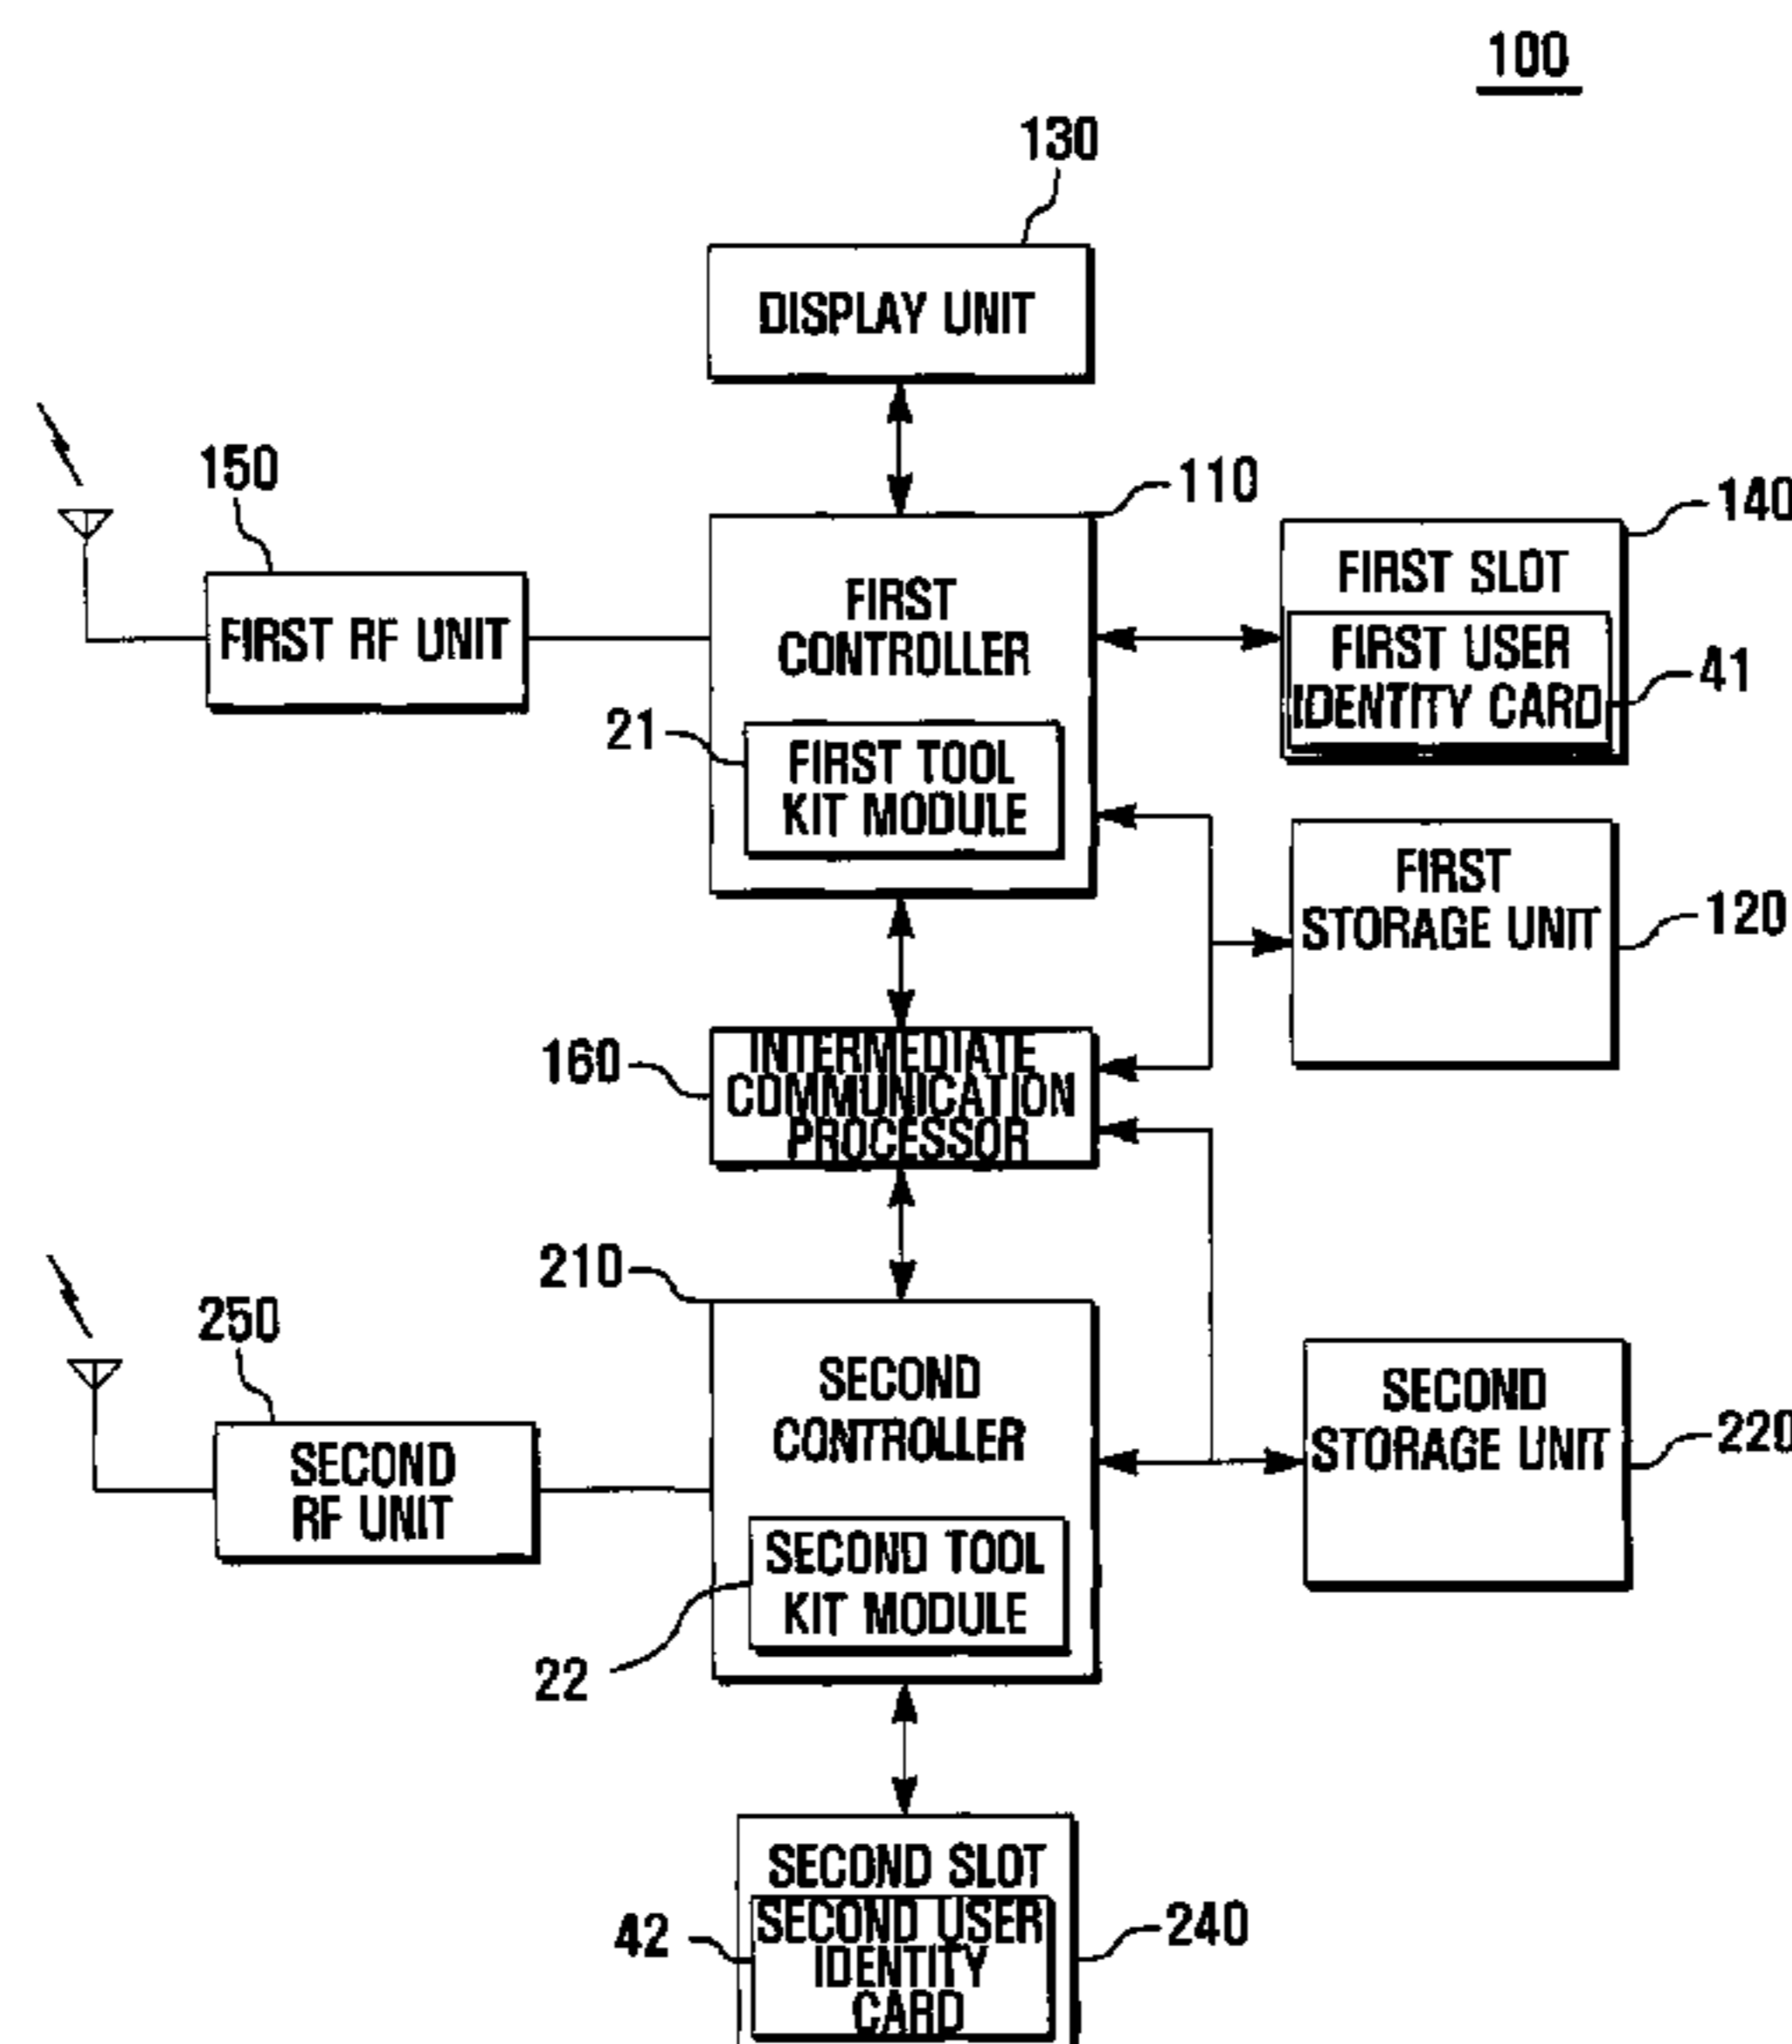 100
130
DISPLAY UNIT
150
110
140
FIRST RF UNIT
FIRST
CONTROLLER
FIRST SLOT
FIRST USER
IDENTITY CARD
41
21
FIRST TOOL
KIT MODULE
FIRST
STORAGE UNIT
120
160
INTERMEDIATE
COMMUNICATION
PROCESSOR
210
250
SECOND
CONTROLLER
SECOND
RF UNIT
SECOND
STORAGE UNIT
220
SECOND TOOL
KIT MODULE
22
SECOND SLOT
42
SECOND USER
IDENTITY
CARD
240